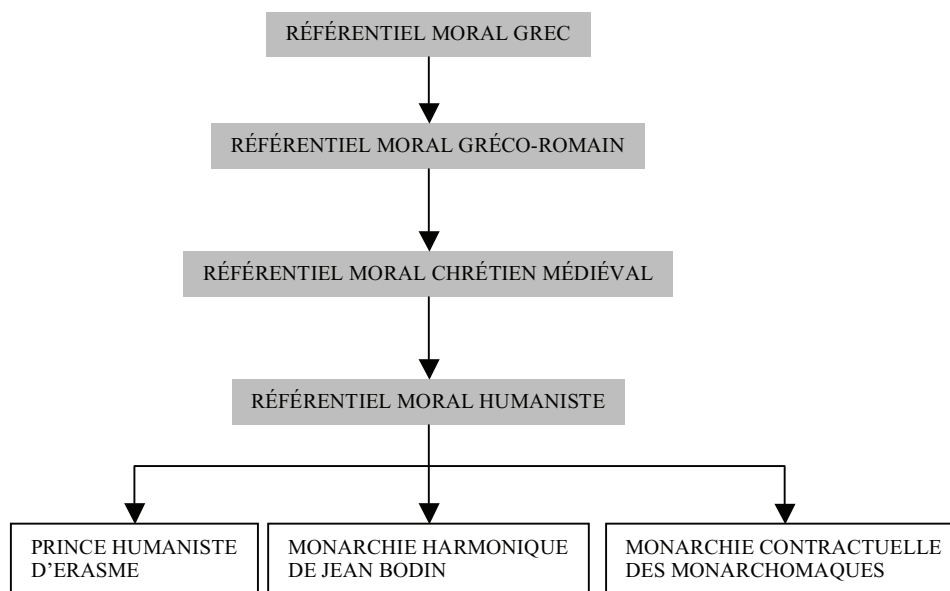 RÉFÉRENTIEL MORAL GREC
RÉFÉRENTIEL MORAL GRÉCO-ROMAIN
RÉFÉRENTIEL MORAL CHRÉTIEN MÉDIÉVAL
RÉFÉRENTIEL MORAL HUMANISTE
PRINCE HUMANISTE
D'ERASME
MONARCHIE HARMONIQUE
DE JEAN BODIN
MONARCHIE CONTRACTUELLE
DES MONARCHOMAQUES